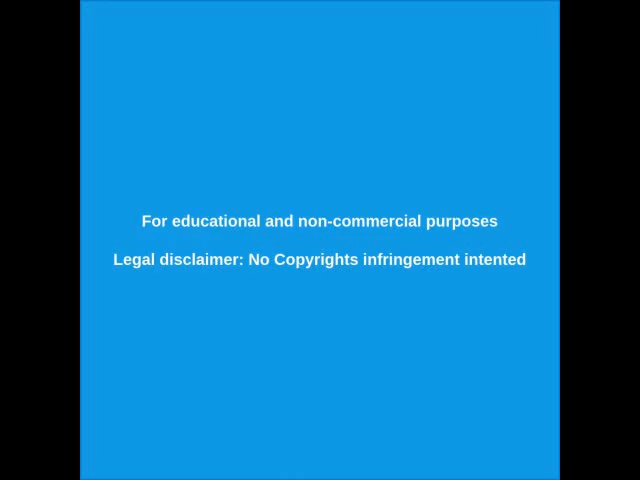 For educational and non-commercial purposes
Legal disclaimer: No Copyrights infringement intented